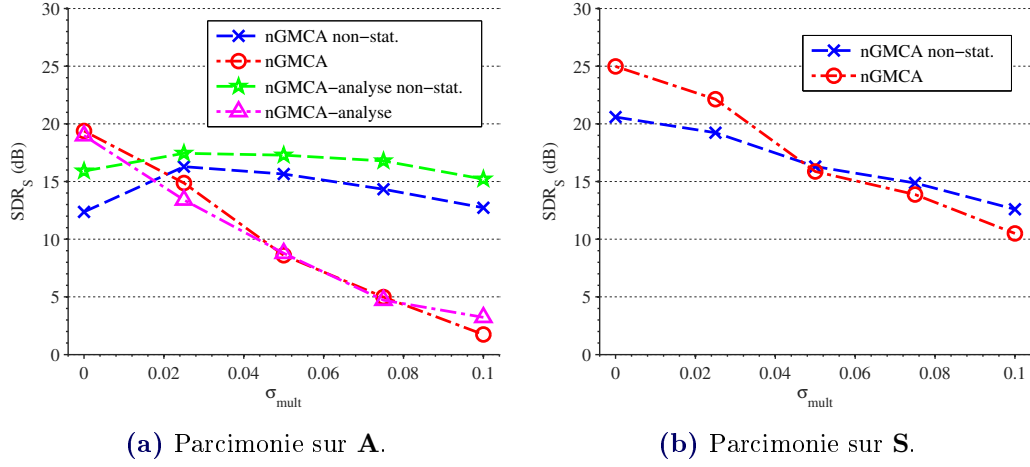 30
25
20
15
10
5
0
SDR_S (dB)
nGMCA non−stat.
nGMCA
nGMCA−analyse non−stat.
nGMCA−analyse
0 0.02 0.04 0.06 0.08 0.1
σ_mult
(a) Parcimonie sur A.
30
25
20
15
10
5
0
SDR_S (dB)
nGMCA non−stat.
nGMCA
0 0.02 0.04 0.06 0.08 0.1
σ_mult
(b) Parcimonie sur S.